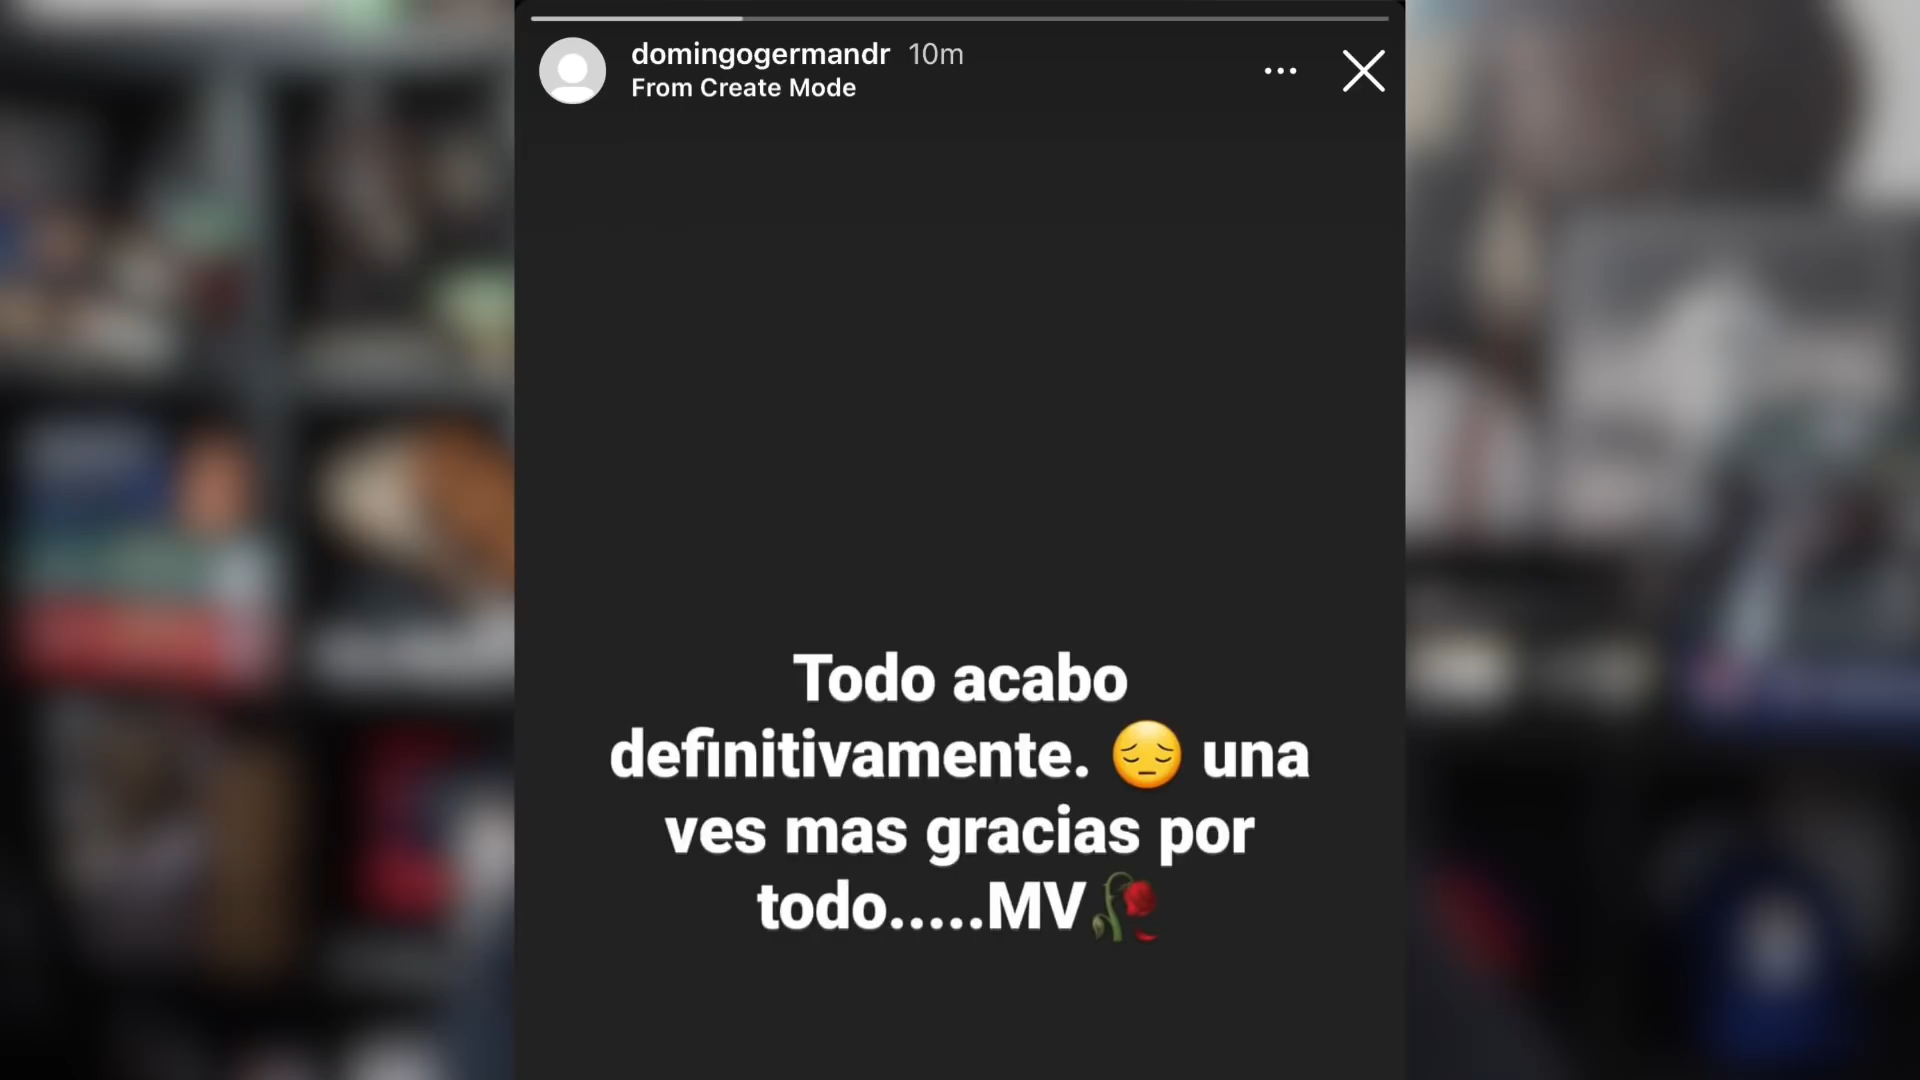 domingogermandr 10m
From Create Mode
Todo acabo
definitivamente. 😔 una
ves mas gracias por
todo.....MV🥀